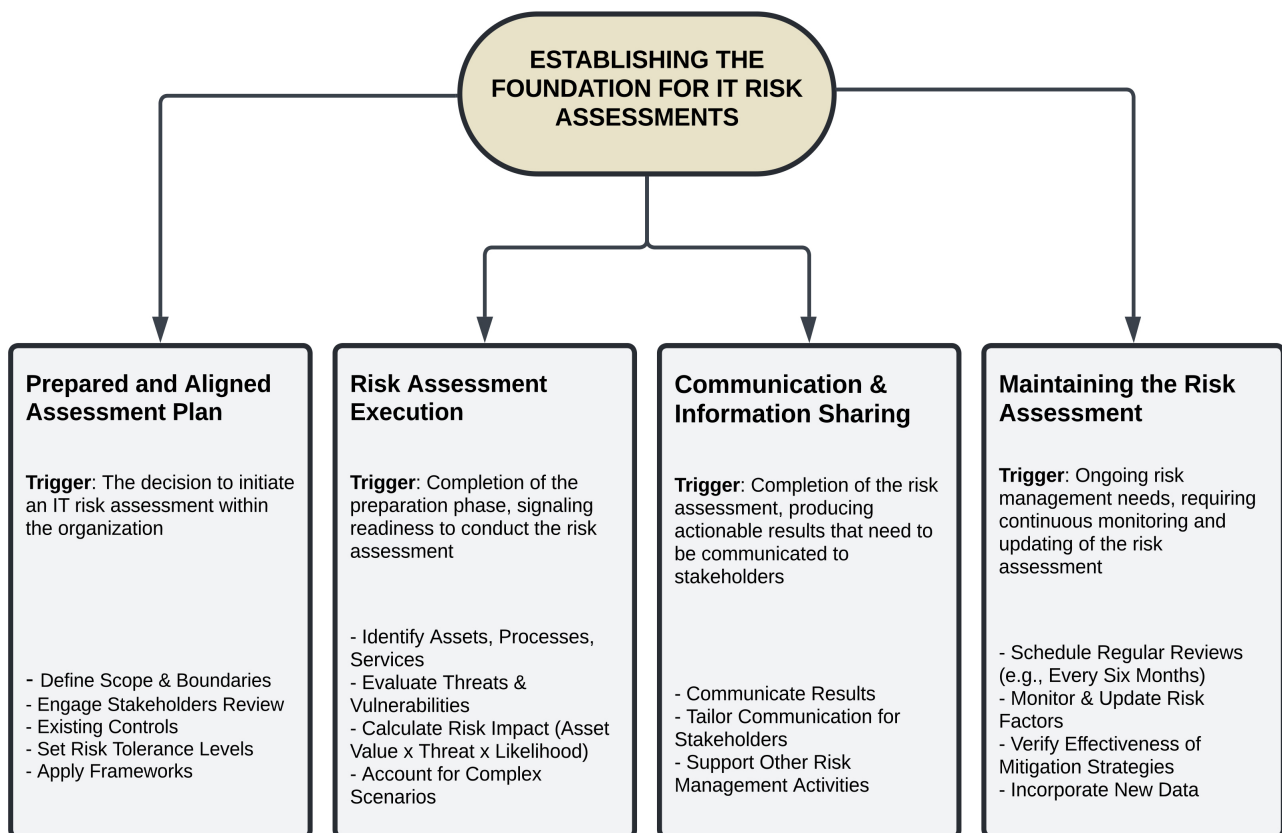 ESTABLISHING THE
FOUNDATION FOR IT RISK
ASSESSMENTS
Prepared and Aligned
Assessment Plan
Trigger: The decision to initiate
an IT risk assessment within
the organization
- Define Scope & Boundaries
- Engage Stakeholders Review
- Existing Controls
- Set Risk Tolerance Levels
- Apply Frameworks
Risk Assessment
Execution
Trigger: Completion of the
preparation phase, signaling
readiness to conduct the risk
assessment
- Identify Assets, Processes,
Services
- Evaluate Threats &
Vulnerabilities
- Calculate Risk Impact (Asset
Value x Threat x Likelihood)
- Account for Complex
Scenarios
Communication &
Information Sharing
Trigger: Completion of the risk
assessment, producing
actionable results that need to
be communicated to
stakeholders
- Communicate Results
- Tailor Communication for
Stakeholders
- Support Other Risk
Management Activities
Maintaining the Risk
Assessment
Trigger: Ongoing risk
management needs, requiring
continuous monitoring and
updating of the risk
assessment
- Schedule Regular Reviews
(e.g., Every Six Months)
- Monitor & Update Risk
Factors
- Verify Effectiveness of
Mitigation Strategies
- Incorporate New Data